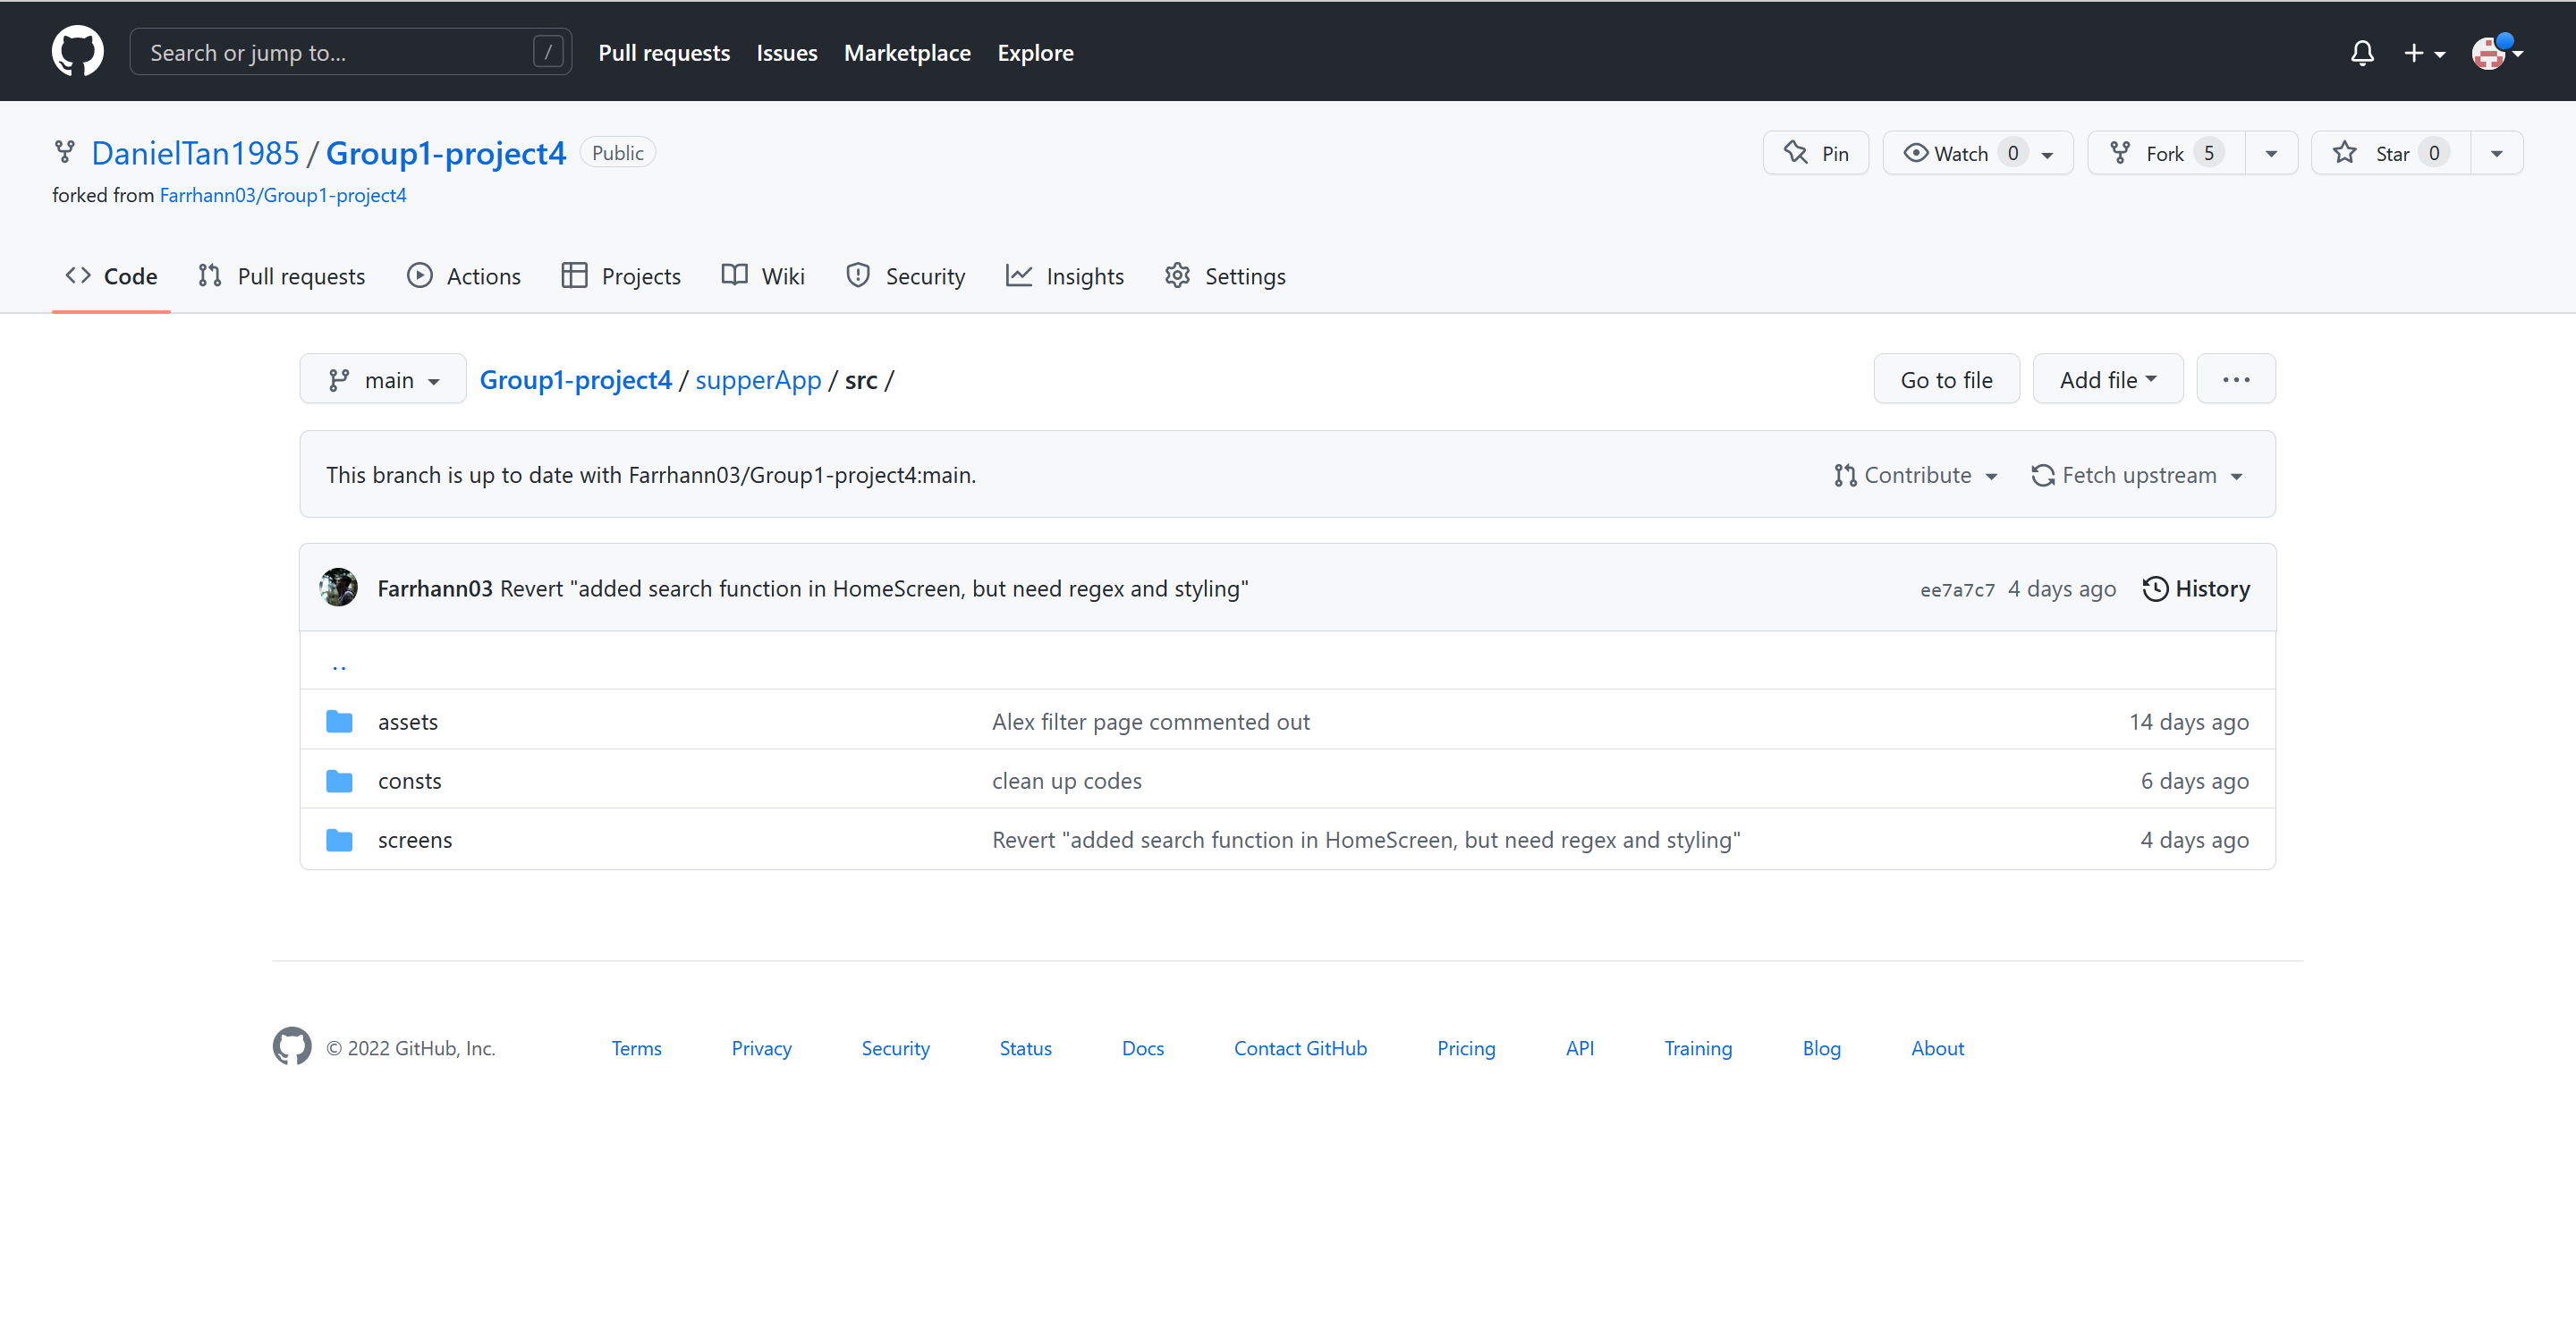 Search or jump to... / Pull requests Issues Marketplace Explore
DanielTan1985 / Group1-project4 Public Pin Watch 0 Fork 5 Star 0
forked from Farrhann03/Group1-project4
Code Pull requests Actions Projects Wiki Security Insights Settings
main Group1-project4 / supperApp / src / Go to file Add file ...
This branch is up to date with Farrhann03/Group1-project4:main. Contribute Fetch upstream
Farrhann03 Revert "added search function in HomeScreen, but need regex and styling" ee7a7c7 4 days ago History
..
assets Alex filter page commented out 14 days ago
consts clean up codes 6 days ago
screens Revert "added search function in HomeScreen, but need regex and styling" 4 days ago
© 2022 GitHub, Inc. Terms Privacy Security Status Docs Contact GitHub Pricing API Training Blog About